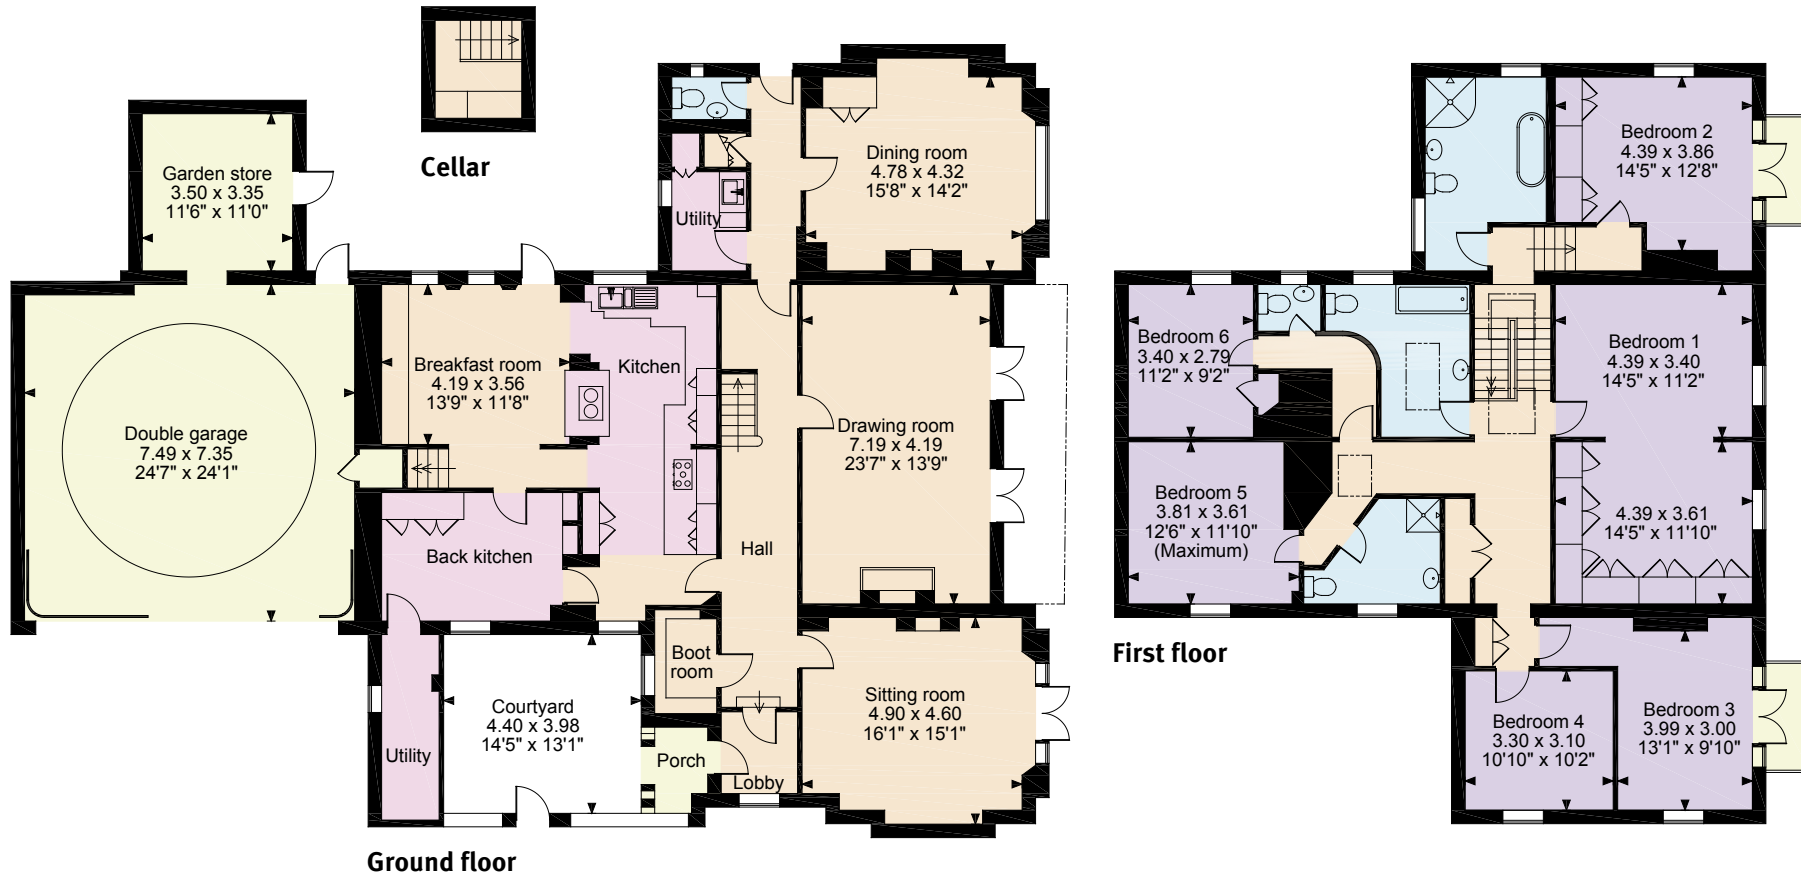 Cellar
Garden store
3.50 x 3.35
11'6" x 11'0"
Double garage
7.49 x 7.35
24'7" x 24'1"
Breakfast room
4.19 x 3.56
13'9" x 11'8"
Kitchen
Utility
Dining room
4.78 x 4.32
15'8" x 14'2"
Drawing room
7.19 x 4.19
23'7" x 13'9"
Hall
Back kitchen
Boot
room
Courtyard
4.40 x 3.98
14'5" x 13'1"
Utility
Porch
Lobby
Sitting room
4.90 x 4.60
16'1" x 15'1"
Ground floor
Bedroom 2
4.39 x 3.86
14'5" x 12'8"
Bedroom 6
3.40 x 2.79
11'2" x 9'2"
Bedroom 1
4.39 x 3.40
14'5" x 11'2"
Bedroom 5
3.81 x 3.61
12'6" x 11'10"
(Maximum)
4.39 x 3.61
14'5" x 11'10"
First floor
Bedroom 4
3.30 x 3.10
10'10" x 10'2"
Bedroom 3
3.99 x 3.00
13'1" x 9'10"